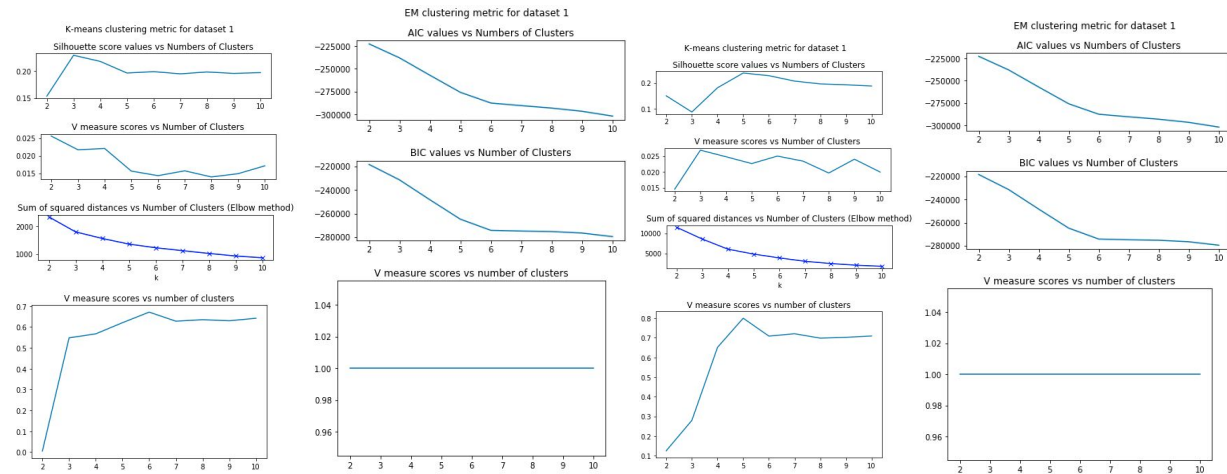 K-means clustering metric for dataset 1
Silhouette score values vs Numbers of Clusters
0.20
0.15
2 3 4 5 6 7 8 9 10
V measure scores vs Number of Clusters
0.025
0.020
0.015
2 3 4 5 6 7 8 9 10
Sum of squared distances vs Number of Clusters (Elbow method)
2000
1000
2 3 4 5 6 7 8 9 10
k
V measure scores vs number of clusters
0.7
0.6
0.5
0.4
0.3
0.2
0.1
0.0
2 3 4 5 6 7 8 9 10
EM clustering metric for dataset 1
AIC values vs Numbers of Clusters
−225000
−250000
−275000
−300000
2 3 4 5 6 7 8 9 10
BIC values vs Number of Clusters
−220000
−240000
−260000
−280000
2 3 4 5 6 7 8 9 10
V measure scores vs number of clusters
1.04
1.02
1.00
0.98
0.96
2 3 4 5 6 7 8 9 10
K-means clustering metric for dataset 1
Silhouette score values vs Numbers of Clusters
0.2
0.1
2 3 4 5 6 7 8 9 10
V measure scores vs Number of Clusters
0.025
0.020
0.015
2 3 4 5 6 7 8 9 10
Sum of squared distances vs Number of Clusters (Elbow method)
10000
5000
2 3 4 5 6 7 8 9 10
k
V measure scores vs number of clusters
0.8
0.7
0.6
0.5
0.4
0.3
0.2
0.1
2 3 4 5 6 7 8 9 10
EM clustering metric for dataset 1
AIC values vs Numbers of Clusters
−225000
−250000
−275000
−300000
2 3 4 5 6 7 8 9 10
BIC values vs Number of Clusters
−220000
−240000
−260000
−280000
2 3 4 5 6 7 8 9 10
V measure scores vs number of clusters
1.04
1.02
1.00
0.98
0.96
2 3 4 5 6 7 8 9 10